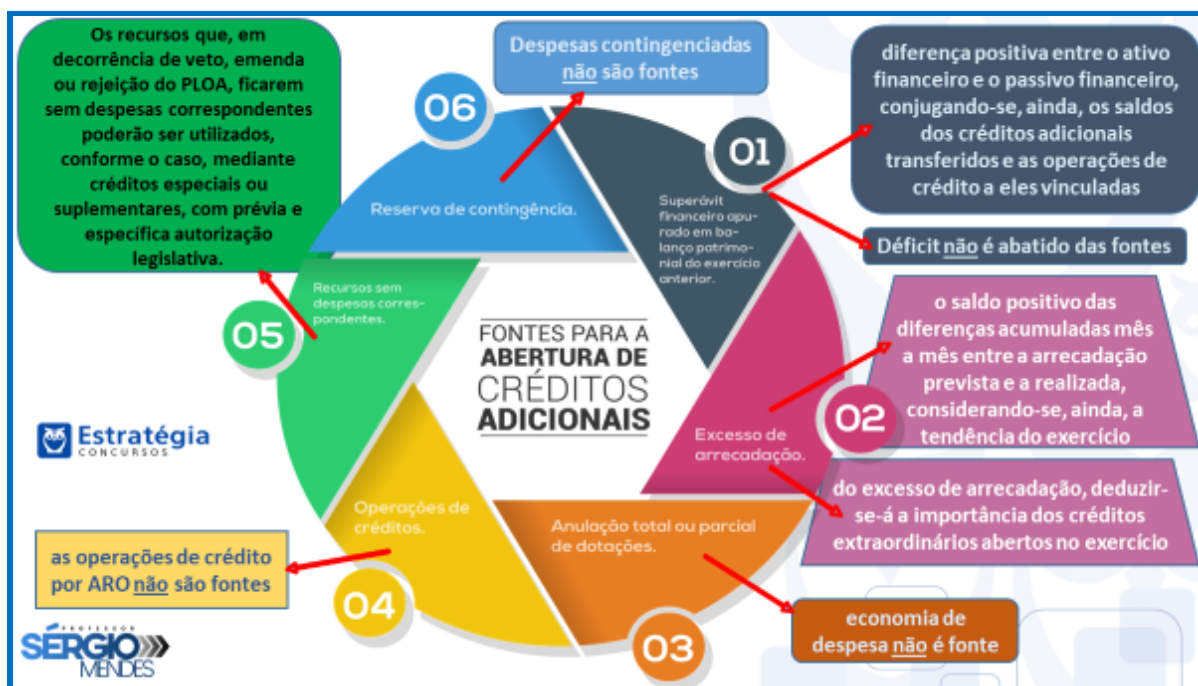 Os recursos que, em
decorrência de veto, emenda
ou rejeição do PLOA, ficarem
sem despesas correspondentes
poderão ser utilizados,
conforme o caso, mediante
créditos especiais ou
suplementares, com prévia e
específica autorização
legislativa.
Despesas contingenciadas
não são fontes
diferença positiva entre o ativo
financeiro e o passivo financeiro,
conjugando-se, ainda, os saldos
dos créditos adicionais
transferidos e as operações de
crédito a eles vinculadas
Déficit não é abatido das fontes
06
Reserva de contingência.
01
Superávit
financeiro apu-
rado em ba-
lanço patrimo-
nial do exercício
anterior.
05
Recursos sem
despesas corres-
pondentes.
FONTES PARA A
ABERTURA DE
CRÉDITOS
ADICIONAIS
02
Excesso de
arrecadação.
o saldo positivo das
diferenças acumuladas mês
a mês entre a arrecadação
prevista e a realizada,
considerando-se, ainda, a
tendência do exercício
do excesso de arrecadação, deduzir-
se-á a importância dos créditos
extraordinários abertos no exercício
Estratégia
CONCURSOS
Operações de
créditos.
04
as operações de crédito
por ARO não são fontes
Anulação total ou parcial
de dotações.
03
economia de
despesa não é fonte
PROFESSOR
SÉRGIO
MENDES